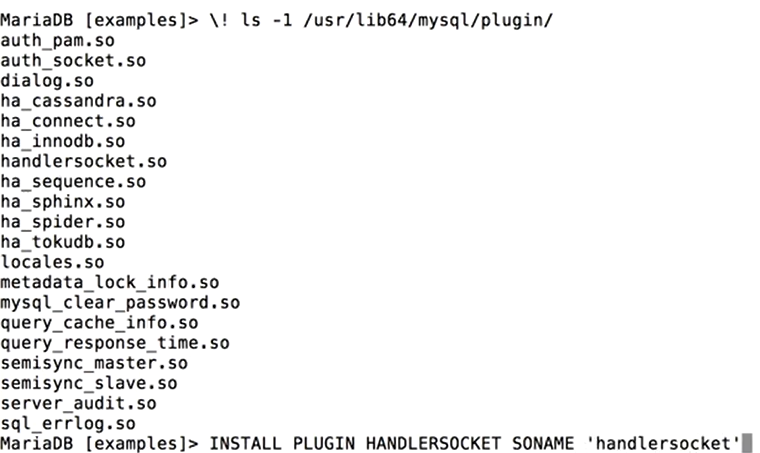 MariaDB [examples]> \! ls -1 /usr/lib64/mysql/plugin/
auth_pam.so
auth_socket.so
dialog.so
ha_cassandra.so
ha_connect.so
ha_innodb.so
handlersocket.so
ha_sequence.so
ha_sphinx.so
ha_spider.so
ha_tokudb.so
locales.so
metadata_lock_info.so
mysql_clear_password.so
query_cache_info.so
query_response_time.so
semisync_master.so
semisync_slave.so
server_audit.so
sql_errlog.so
MariaDB [examples]> INSTALL PLUGIN HANDLERSOCKET SONAME 'handlersocket'